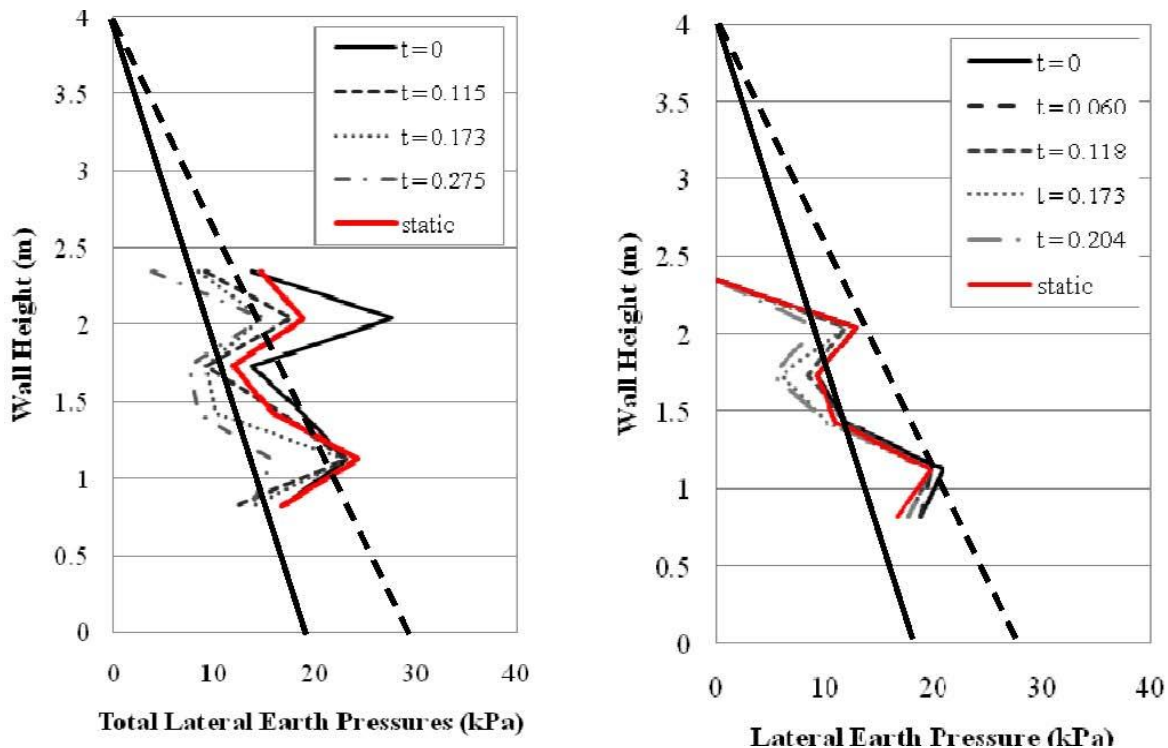 4
3.5
3
2.5
2
1.5
1
0.5
0
Wall Height (m)
t=0
t=0.115
t=0.173
t=0.275
static
0
10
20
30
40
Total Lateral Earth Pressures (kPa)
4
3.5
3
2.5
2
1.5
1
0.5
0
Wall Height (m)
t=0
t=0.060
t=0.118
t=0.173
t=0.204
static
0
10
20
30
40
Lateral Earth Pressure (kPa)